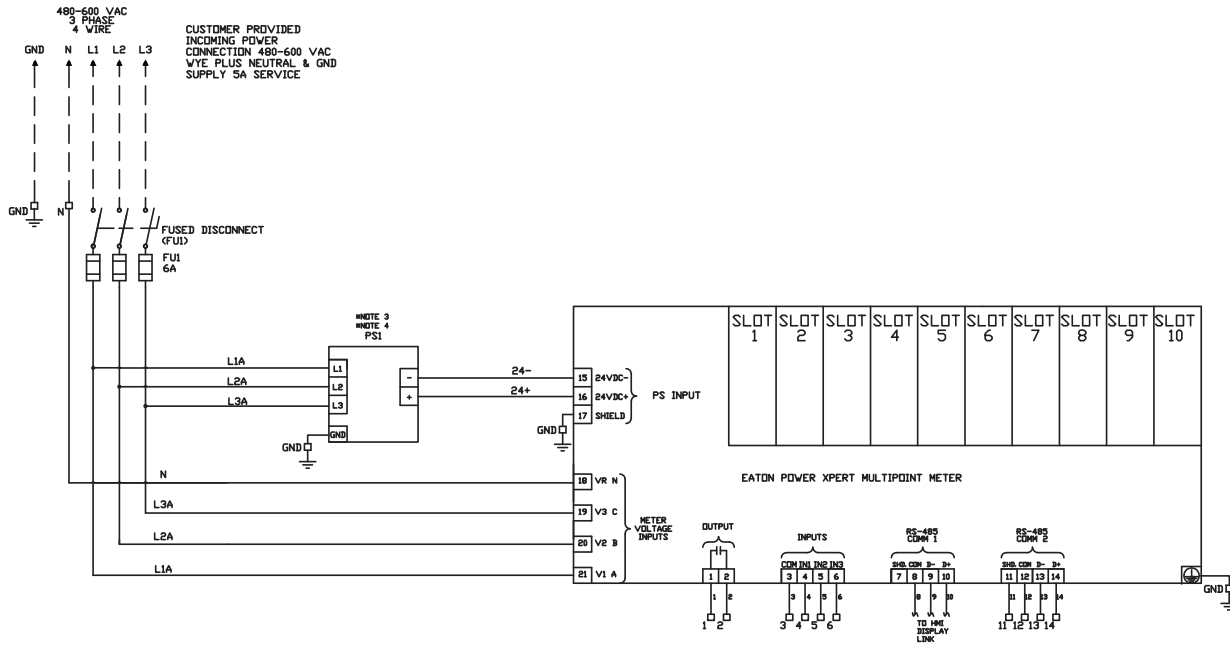 480-600 VAC
3 PHASE
4 WIRE
GND N L1 L2 L3
CUSTOMER PROVIDED
INCOMING POWER
CONNECTION 480-600 VAC
WYE PLUS NEUTRAL & GND
SUPPLY 5A SERVICE
GND
N
FUSED DISCONNECT
(FU1)
FU1
6A
*NOTE 3
*NOTE 4
PS1
L1A
L2A
L3A
L1
L2
L3
GND
-
+
GND
24-
24+
15 24VDC-
16 24VDC+
17 SHIELD
PS INPUT
GND
SLOT 1
SLOT 2
SLOT 3
SLOT 4
SLOT 5
SLOT 6
SLOT 7
SLOT 8
SLOT 9
SLOT 10
EATON POWER XPERT MULTIPOINT METER
N
L3A
L2A
L1A
18 VR N
19 V3 C
20 V2 B
21 V1 A
METER
VOLTAGE
INPUTS
OUTPUT
1 2
1 2
1 2
INPUTS
COM IN1 IN2 IN3
3 4 5 6
3 4 5 6
3 4 5 6
RS-485
COMM 1
SHD. COM D- D+
7 8 9 10
8 9 10
TO HMI
DISPLAY
LINK
RS-485
COMM 2
SHD. COM D- D+
11 12 13 14
11 12 13 14
11 12 13 14
GND